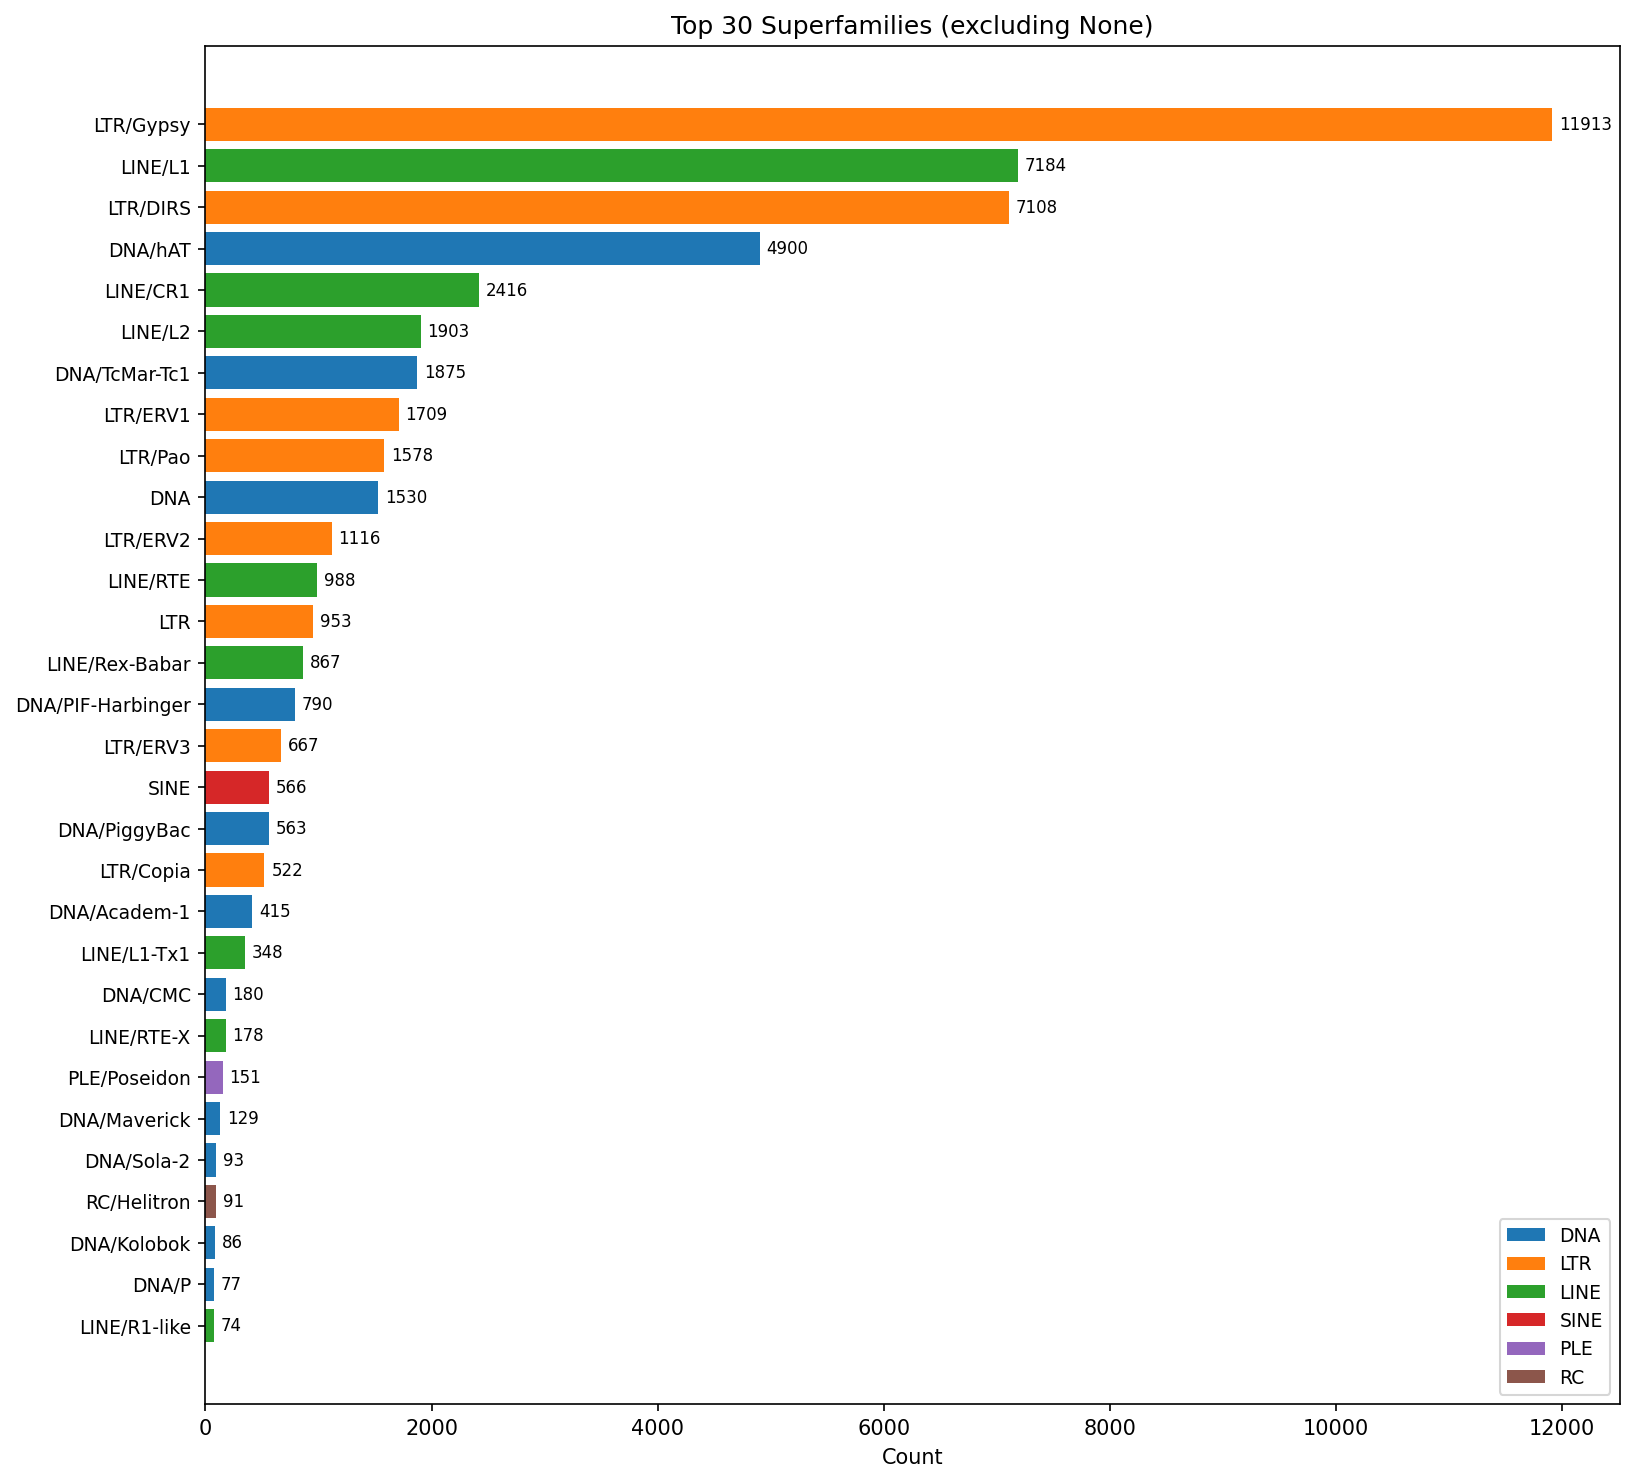 Top 30 Superfamilies (excluding None)
LTR/Gypsy 11913
LINE/L1 7184
LTR/DIRS 7108
DNA/hAT 4900
LINE/CR1 2416
LINE/L2 1903
DNA/TcMar-Tc1 1875
LTR/ERV1 1709
LTR/Pao 1578
DNA 1530
LTR/ERV2 1116
LINE/RTE 988
LTR 953
LINE/Rex-Babar 867
DNA/PIF-Harbinger 790
LTR/ERV3 667
SINE 566
DNA/PiggyBac 563
LTR/Copia 522
DNA/Academ-1 415
LINE/L1-Tx1 348
DNA/CMC 180
LINE/RTE-X 178
PLE/Poseidon 151
DNA/Maverick 129
DNA/Sola-2 93
RC/Helitron 91
DNA/Kolobok 86
DNA/P 77
LINE/R1-like 74
DNA
LTR
LINE
SINE
PLE
RC
0 2000 4000 6000 8000 10000 12000
Count